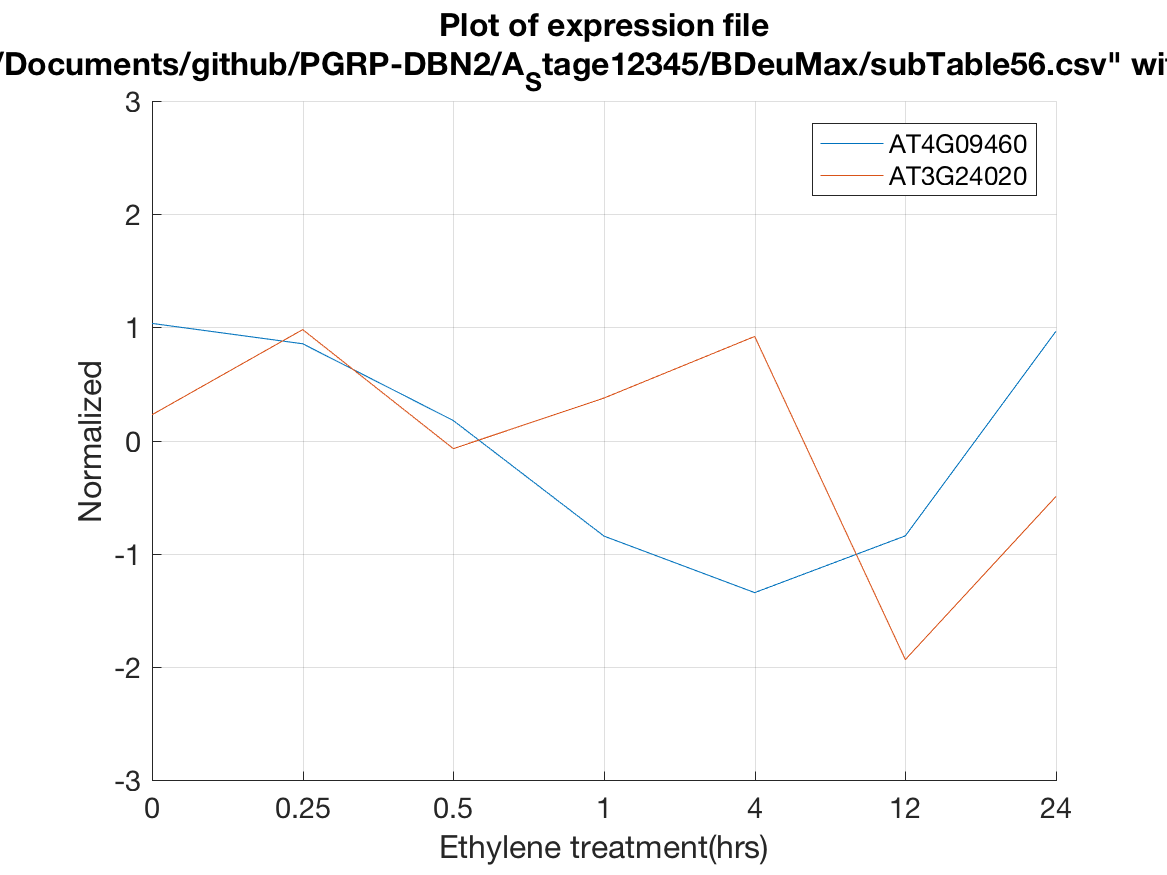 Plot of expression file
/Documents/github/PGRP-DBN2/A_Stage12345/BDeuMax/subTable56.csv" wi
3
AT4G09460
AT3G24020
2
1
0
-1
-2
-3
Normalized
0 0.25 0.5 1 4 12 24
Ethylene treatment(hrs)